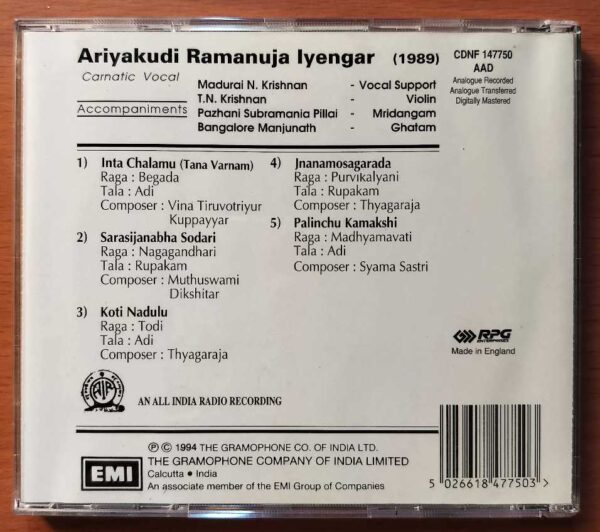 Ariyakudi Ramanuja Iyengar (1989)
CDNF 147750
AAD
Analogue Recorded
Analogue Transferred
Digitally Mastered
Carnatic Vocal
Accompaniments
Madurai N. Krishnan - Vocal Support
T.N. Krishnan - Violin
Pazhani Subramania Pillai - Mridangam
Bangalore Manjunath - Ghatam
1) Inta Chalamu (Tana Varnam)
Raga : Begada
Tala : Adi
Composer : Vina Tiruvotriyur
Kuppayyar
2) Sarasijanabha Sodari
Raga : Nagagandhari
Tala : Rupakam
Composer : Muthuswami
Dikshitar
3) Koti Nadulu
Raga : Todi
Tala : Adi
Composer : Thyagaraja
4) Jnanamosagarada
Raga : Purvikalyani
Tala : Rupakam
Composer : Thyagaraja
5) Palinchu Kamakshi
Raga : Madhyamavati
Tala : Adi
Composer : Syama Sastri
RPG
ENTERPRISES
Made in England
AIR
AN ALL INDIA RADIO RECORDING
EMI
℗ © 1994 THE GRAMOPHONE CO. OF INDIA LTD.
THE GRAMOPHONE COMPANY OF INDIA LIMITED
Calcutta • India
An associate member of the EMI Group of Companies
5 026618 477503 >